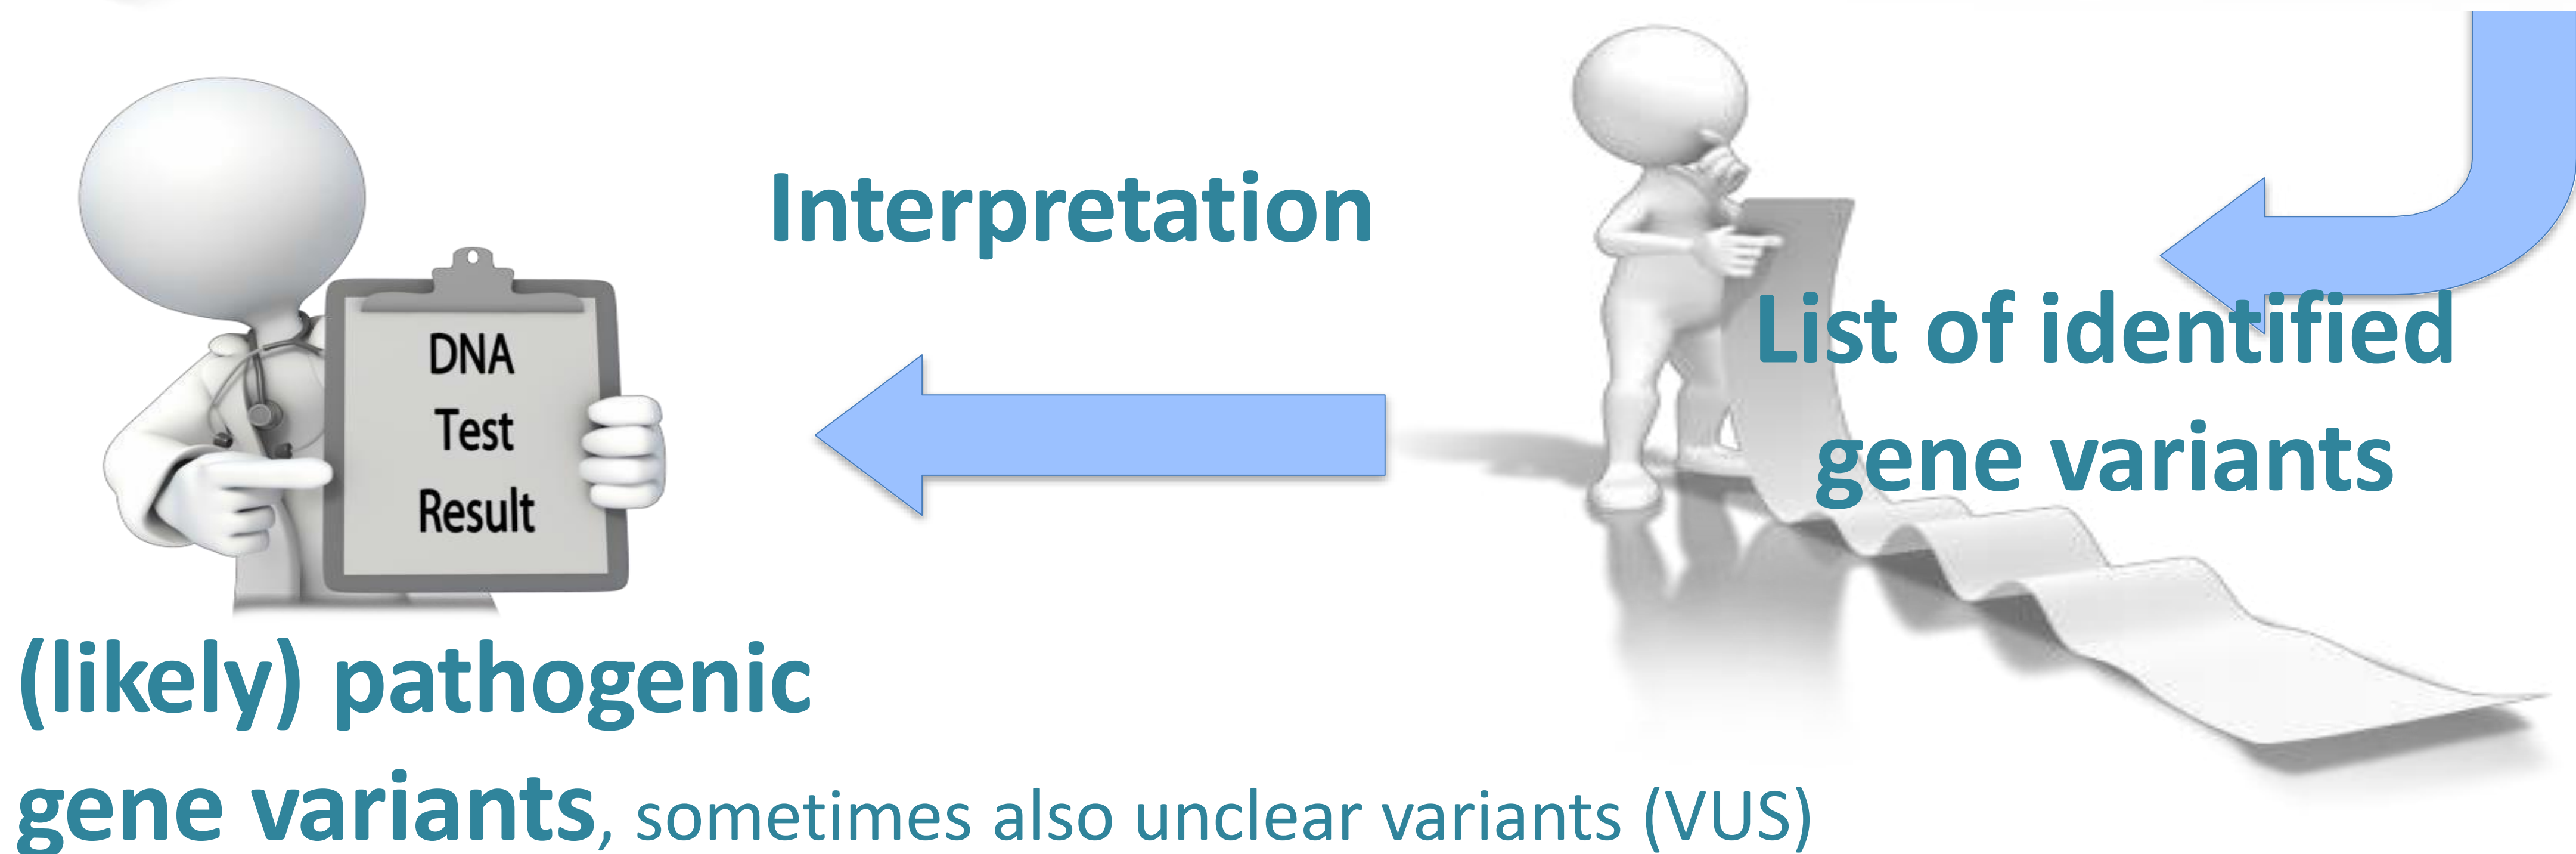 Interpretation
List of identified
gene variants
DNA
Test
Result
(likely) pathogenic
gene variants, sometimes also unclear variants (VUS)